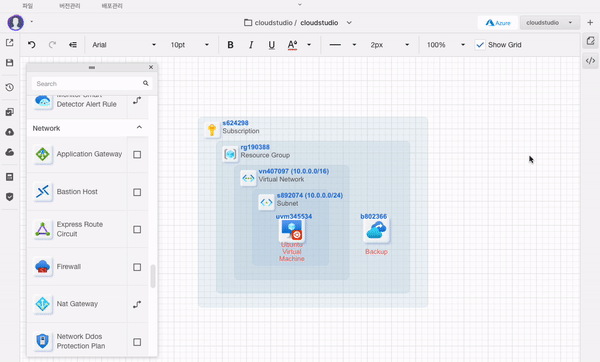 파일 버전관리 배포관리
cloudstudio / cloudstudio
Azure
cloudstudio
Arial 10pt B I U A 2px 100% Show Grid
Search
Detector Alert Rule
Network
Application Gateway
Bastion Host
Express Route
Circuit
Firewall
Nat Gateway
Network Ddos
Protection Plan
s624298
Subscription
rg190388
Resource Group
vn407097 (10.0.0.0/16)
Virtual Network
s892074 (10.0.0.0/24)
Subnet
uvm345534
Ubuntu
Virtual
Machine
b802366
Backup